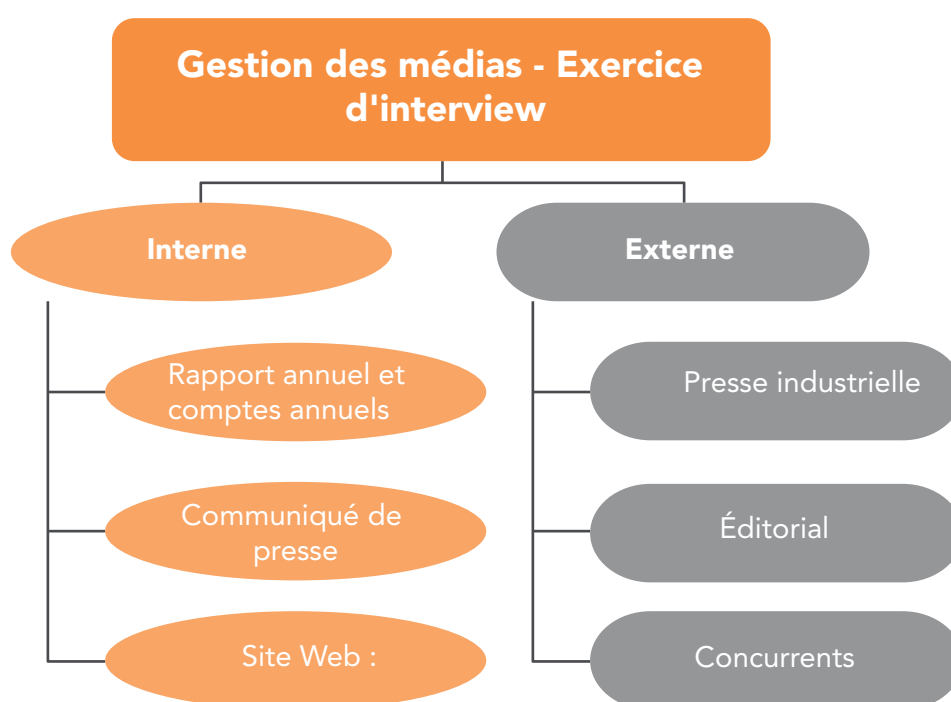 Gestion des médias - Exercice
d'interview
Interne
Externe
Rapport annuel et
comptes annuels
Presse industrielle
Communiqué de
presse
Éditorial
Site Web :
Concurrents